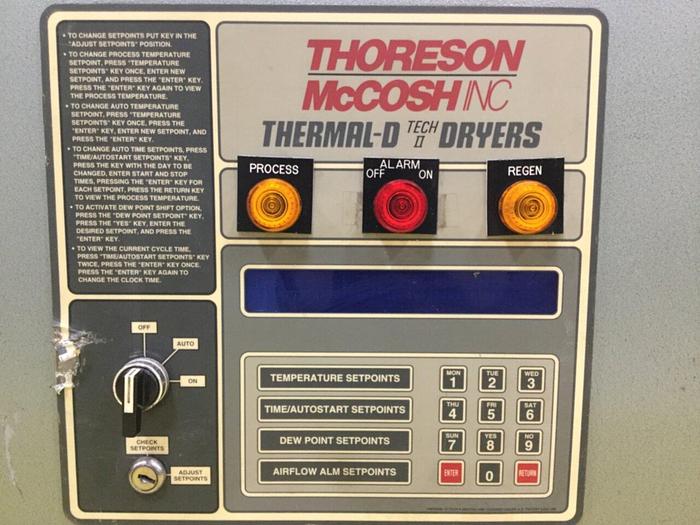 • TO CHANGE SETPOINTS PUT KEY IN THE
"ADJUST SETPOINTS" POSITION.
• TO CHANGE PROCESS TEMPERATURE
SETPOINT, PRESS "TEMPERATURE
SETPOINTS" KEY ONCE, ENTER NEW
SETPOINT, AND PRESS THE "ENTER" KEY.
PRESS THE "ENTER" KEY AGAIN TO VIEW
THE PROCESS TEMPERATURE.
• TO CHANGE AUTO TEMPERATURE
SETPOINT, PRESS "TEMPERATURE
SETPOINTS" KEY ONCE, PRESS THE
"ENTER" KEY, ENTER NEW SETPOINT, AND
PRESS THE "ENTER" KEY.
• TO CHANGE AUTO TIME SETPOINTS, PRESS
"TIME/AUTOSTART SETPOINTS" KEY,
PRESS THE KEY WITH THE DAY TO BE
CHANGED, ENTER START AND STOP
TIMES, PRESSING THE "ENTER" KEY FOR
EACH SETPOINT, PRESS THE RETURN KEY
TO VIEW THE PROCESS TEMPERATURE.
• TO ACTIVATE DEW POINT SHIFT OPTION,
PRESS THE "DEW POINT SETPOINT" KEY,
PRESS THE "YES" KEY, ENTER THE
DESIRED SETPOINT, AND PRESS THE
"ENTER" KEY.
• TO VIEW THE CURRENT CYCLE TIME,
PRESS "TIME/AUTOSTART SETPOINTS" KEY
TWICE, PRESS THE "ENTER" KEY ONCE.
PRESS THE "ENTER" KEY AGAIN TO
CHANGE THE CLOCK TIME.
THORESON
McCOSH INC
THERMAL-D TECH II DRYERS
PROCESS
ALARM
OFF ON
REGEN
OFF
AUTO
ON
CHECK
SETPOINTS
ADJUST
SETPOINTS
TEMPERATURE SETPOINTS
TIME/AUTOSTART SETPOINTS
DEW POINT SETPOINTS
AIRFLOW ALM SETPOINTS
MON TUE WED
1 2 3
THU FRI SAT
4 5 6
SUN YES NO
7 8 9
ENTER 0 RETURN